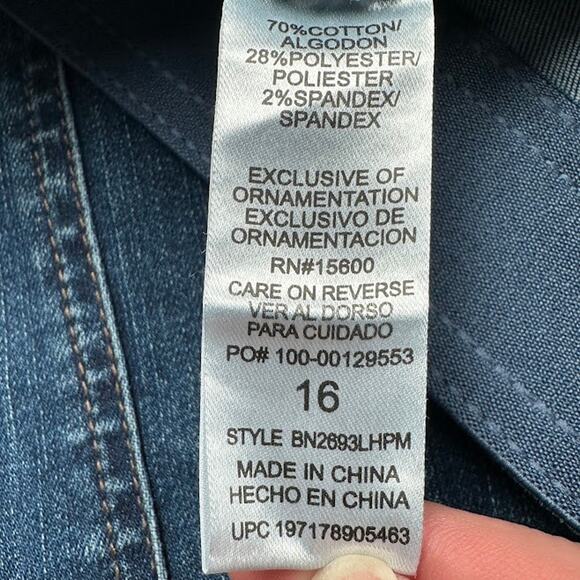 70%COTTON/
ALGODON
28%POLYESTER/
POLIESTER
2%SPANDEX/
SPANDEX
EXCLUSIVE OF
ORNAMENTATION
EXCLUSIVO DE
ORNAMENTACION
RN#15600
CARE ON REVERSE
VER AL DORSO
PARA CUIDADO
PO# 100-00129553
16
STYLE BN2693LHPM
MADE IN CHINA
HECHO EN CHINA
UPC 197178905463